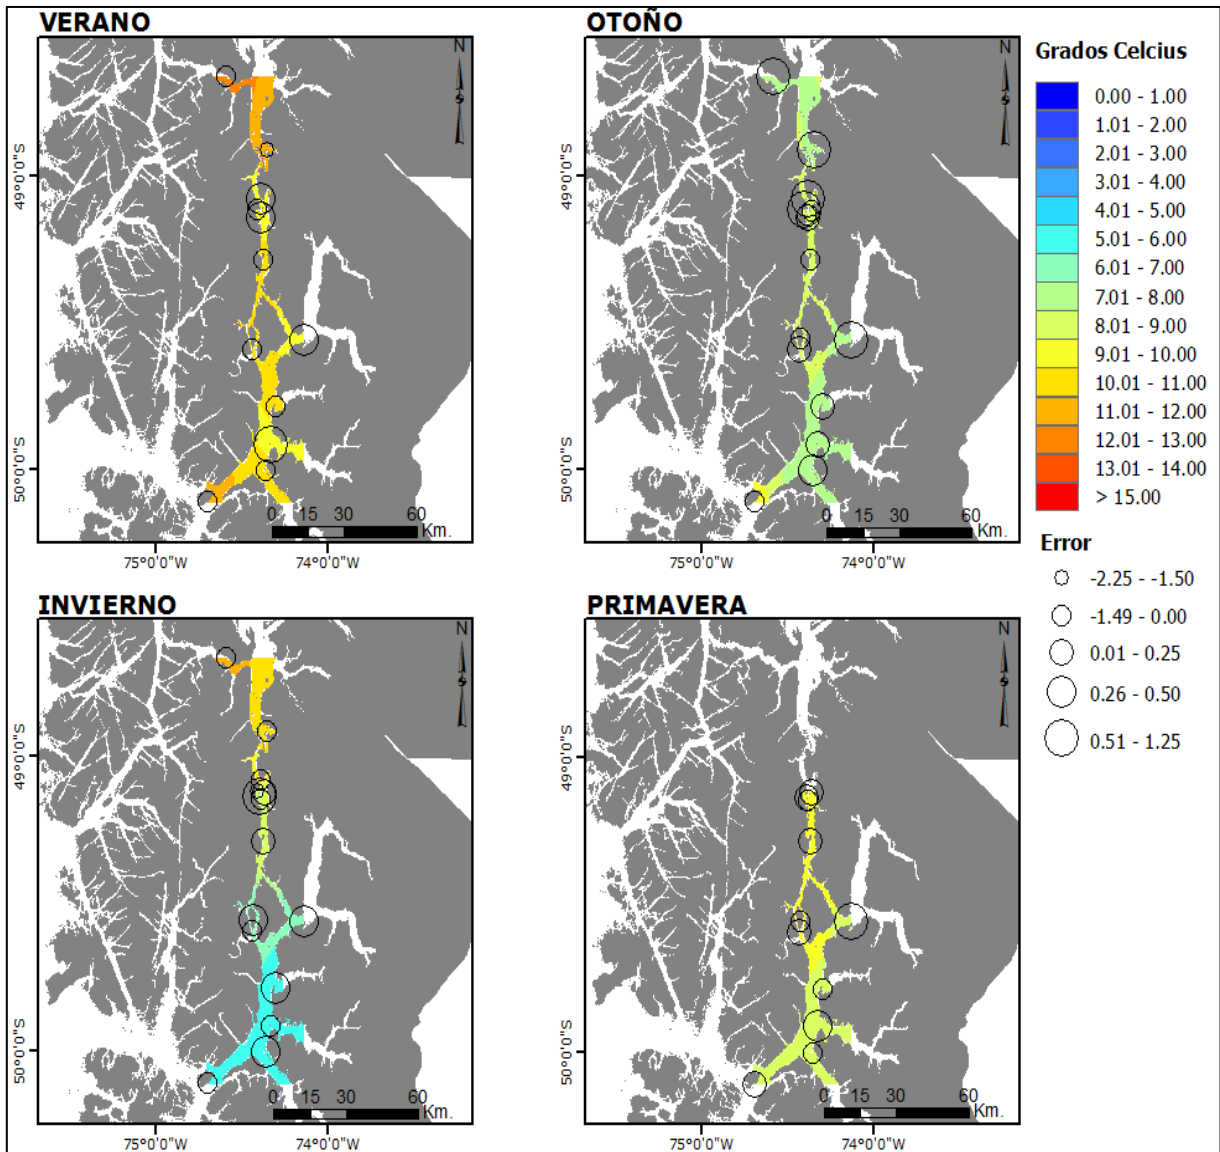 VERANO
N
49°0'0"S
50°0'0"S
0 15 30 60
Km.
75°0'0"W 74°0'0"W
OTOÑO
N
49°0'0"S
50°0'0"S
0 15 30 60
Km.
75°0'0"W 74°0'0"W
Grados Celcius
0.00 - 1.00
1.01 - 2.00
2.01 - 3.00
3.01 - 4.00
4.01 - 5.00
5.01 - 6.00
6.01 - 7.00
7.01 - 8.00
8.01 - 9.00
9.01 - 10.00
10.01 - 11.00
11.01 - 12.00
12.01 - 13.00
13.01 - 14.00
> 15.00
Error
-2.25 - -1.50
-1.49 - 0.00
0.01 - 0.25
0.26 - 0.50
0.51 - 1.25
INVIERNO
N
49°0'0"S
50°0'0"S
0 15 30 60
Km.
75°0'0"W 74°0'0"W
PRIMAVERA
N
49°0'0"S
50°0'0"S
0 15 30 60
Km.
75°0'0"W 74°0'0"W